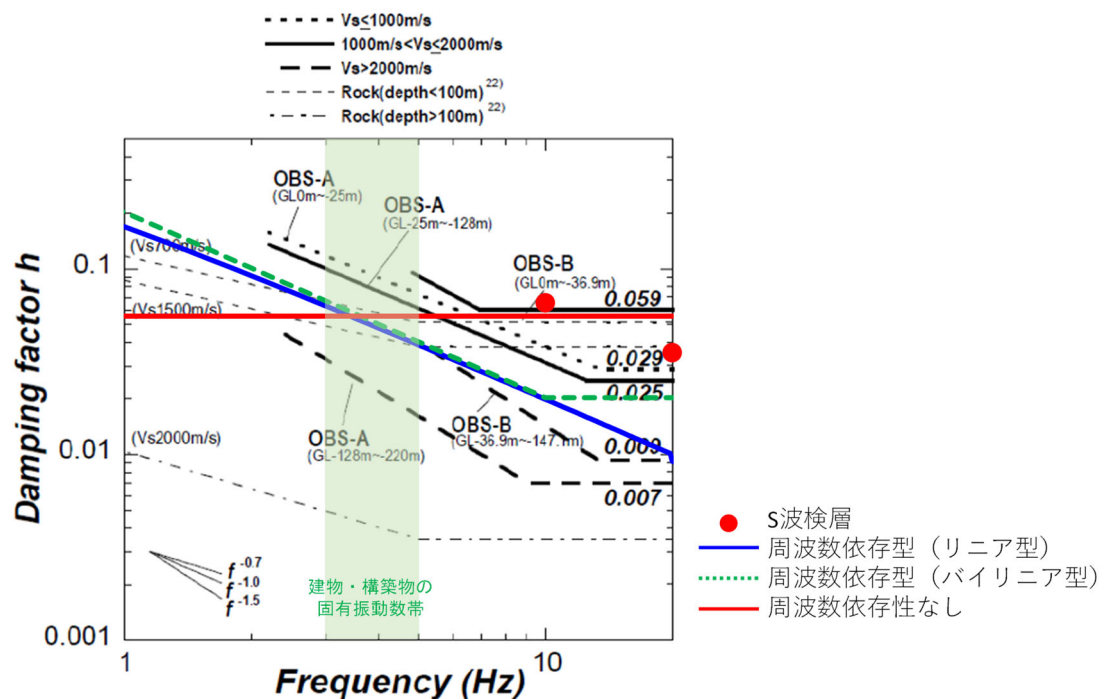 Vs≤1000m/s
1000m/s<Vs≤2000m/s
Vs>2000m/s
Rock(depth<100m) 22)
Rock(depth>100m) 22)
OBS-A
(GL0m~-25m)
OBS-A
(GL-25m~-128m)
(Vs700m/s)
OBS-B
(GL0m~-36.9m)
0.1
0.059
(Vs1500m/s)
0.029
0.025
OBS-A
(GL-128m~-220m)
OBS-B
(GL-36.9m~-147.1m)
(Vs2000m/s)
0.009
0.01
0.007
Damping factor h
f -0.7
f -1.0
f -1.5
建物・構築物の
固有振動数帯
0.001
1
10
Frequency (Hz)
S波検層
周波数依存型（リニア型）
周波数依存型（バイリニア型）
周波数依存性なし